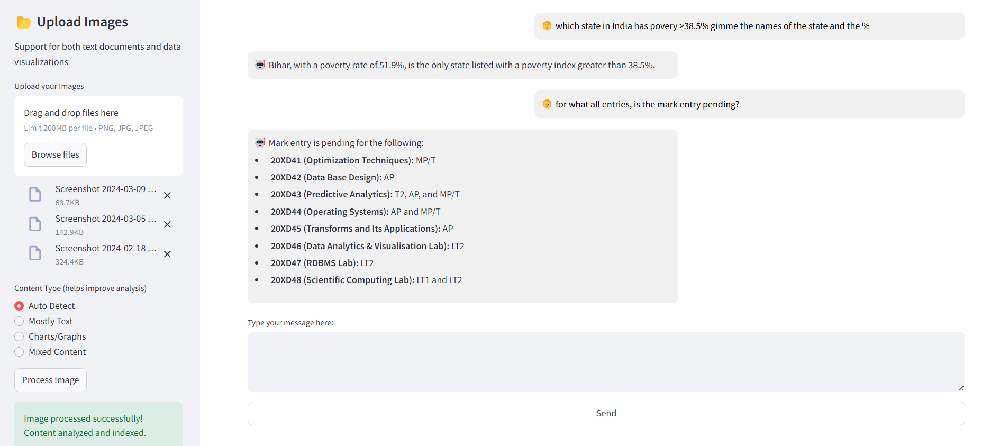 Upload Images
Support for both text documents and data
visualizations
Upload your Images
Drag and drop files here
Limit 200MB per file • PNG, JPG, JPEG
Browse files
Screenshot 2024-03-09 ...
68.7KB
Screenshot 2024-03-05 ...
142.9KB
Screenshot 2024-02-18 ...
324.4KB
Content Type (helps improve analysis)
Auto Detect
Mostly Text
Charts/Graphs
Mixed Content
Process Image
Image processed successfully!
Content analyzed and indexed.
which state in India has povery >38.5% gimme the names of the state and the %
Bihar, with a poverty rate of 51.9%, is the only state listed with a poverty index greater than 38.5%.
for what all entries, is the mark entry pending?
Mark entry is pending for the following:
• 20XD41 (Optimization Techniques): MP/T
• 20XD42 (Data Base Design): AP
• 20XD43 (Predictive Analytics): T2, AP, and MP/T
• 20XD44 (Operating Systems): AP and MP/T
• 20XD45 (Transforms and Its Applications): AP
• 20XD46 (Data Analytics & Visualisation Lab): LT2
• 20XD47 (RDBMS Lab): LT2
• 20XD48 (Scientific Computing Lab): LT1 and LT2
Type your message here:
Send